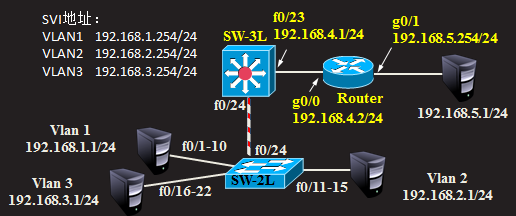 SVI地址：
VLAN1 192.168.1.254/24
VLAN2 192.168.2.254/24
VLAN3 192.168.3.254/24
SW-3L
f0/23
192.168.4.1/24
g0/1
192.168.5.254/24
f0/24
g0/0
192.168.4.2/24
Router
192.168.5.1/24
Vlan 1
192.168.1.1/24
f0/1-10
f0/24
Vlan 3
192.168.3.1/24
f0/16-22
SW-2L
f0/11-15
Vlan 2
192.168.2.1/24